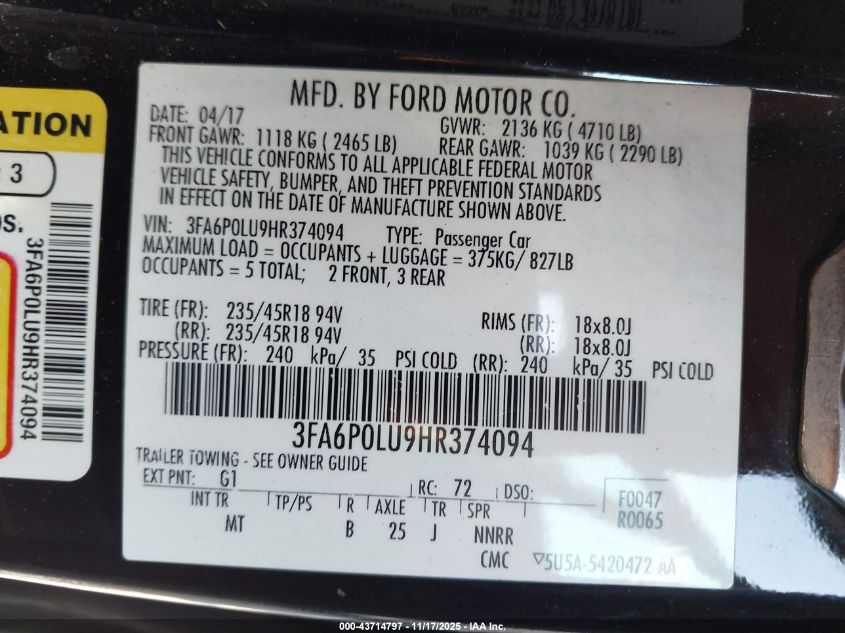 MFD. BY FORD MOTOR CO.
DATE: 04/17
GVWR: 2136 KG ( 4710 LB)
FRONT GAWR: 1118 KG ( 2465 LB)
REAR GAWR: 1039 KG ( 2290 LB)
THIS VEHICLE CONFORMS TO ALL APPLICABLE FEDERAL MOTOR
VEHICLE SAFETY, BUMPER, AND THEFT PREVENTION STANDARDS
IN EFFECT ON THE DATE OF MANUFACTURE SHOWN ABOVE.
VIN: 3FA6P0LU9HR374094 TYPE: Passenger Car
MAXIMUM LOAD = OCCUPANTS + LUGGAGE = 375KG/ 827LB
OCCUPANTS = 5 TOTAL; 2 FRONT, 3 REAR
TIRE (FR): 235/45R18 94V RIMS (FR): 18x8.0J
(RR): 235/45R18 94V (RR): 18x8.0J
PRESSURE (FR): 240 kPa/ 35 PSI COLD (RR): 240 kPa/ 35 PSI COLD
3FA6P0LU9HR374094
TRAILER TOWING - SEE OWNER GUIDE
EXT PNT: G1 RC: 72 DSO: F0047
INT TR TP/PS R AXLE TR SPR R0065
MT B 25 J NNRR
CMC ▽5U5A-5420472 AA
ATION
: 3
OS.
3FA6P0LU9HR374094
000-43714797 - 11/17/2025 - IAA Inc.